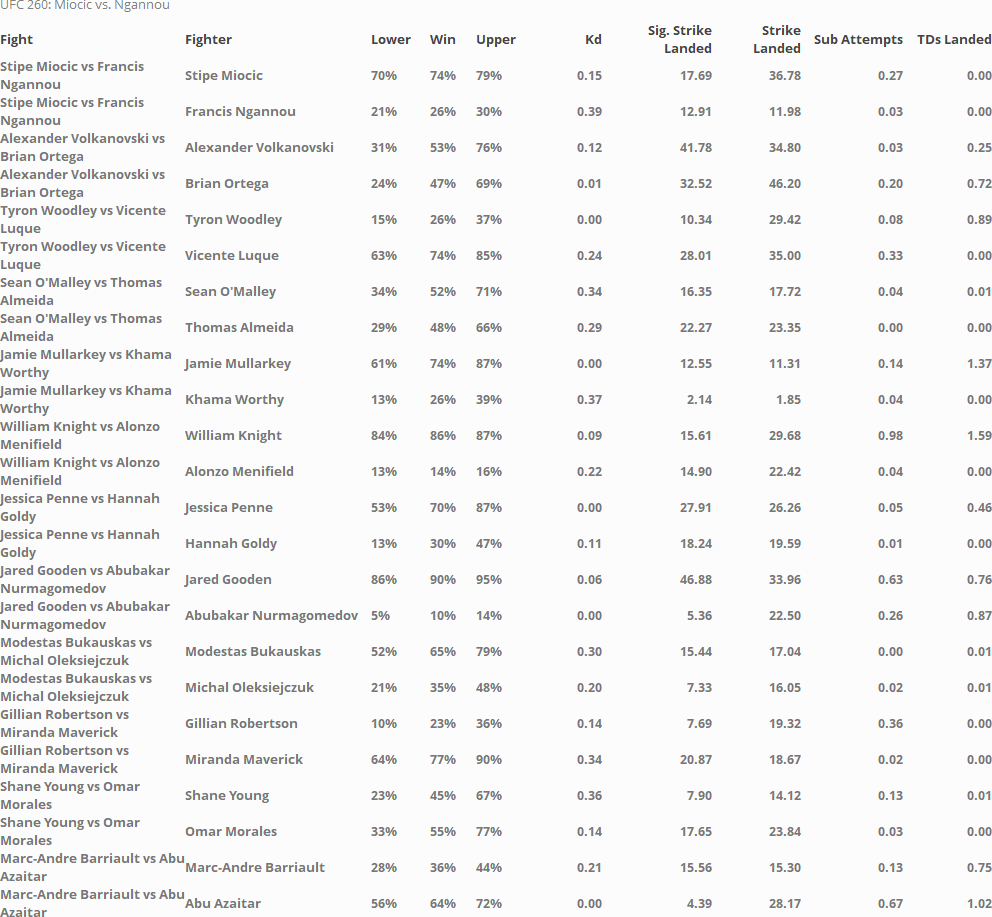 UFC 260: Miocic vs. Ngannou
Fight Fighter Lower Win Upper Kd Sig. Strike Landed Strike Landed Sub Attempts TDs Landed
Stipe Miocic vs Francis Ngannou Stipe Miocic 70% 74% 79% 0.15 17.69 36.78 0.27 0.00
Stipe Miocic vs Francis Ngannou Francis Ngannou 21% 26% 30% 0.39 12.91 11.98 0.03 0.00
Alexander Volkanovski vs Brian Ortega Alexander Volkanovski 31% 53% 76% 0.12 41.78 34.80 0.03 0.25
Alexander Volkanovski vs Brian Ortega Brian Ortega 24% 47% 69% 0.01 32.52 46.20 0.20 0.72
Tyron Woodley vs Vicente Luque Tyron Woodley 15% 26% 37% 0.00 10.34 29.42 0.08 0.89
Tyron Woodley vs Vicente Luque Vicente Luque 63% 74% 85% 0.24 28.01 35.00 0.33 0.00
Sean O'Malley vs Thomas Almeida Sean O'Malley 34% 52% 71% 0.34 16.35 17.72 0.04 0.01
Sean O'Malley vs Thomas Almeida Thomas Almeida 29% 48% 66% 0.29 22.27 23.35 0.00 0.00
Jamie Mullarkey vs Khama Worthy Jamie Mullarkey 61% 74% 87% 0.00 12.55 11.31 0.14 1.37
Jamie Mullarkey vs Khama Worthy Khama Worthy 13% 26% 39% 0.37 2.14 1.85 0.04 0.00
William Knight vs Alonzo Menifield William Knight 84% 86% 87% 0.09 15.61 29.68 0.98 1.59
William Knight vs Alonzo Menifield Alonzo Menifield 13% 14% 16% 0.22 14.90 22.42 0.04 0.00
Jessica Penne vs Hannah Goldy Jessica Penne 53% 70% 87% 0.00 27.91 26.26 0.05 0.46
Jessica Penne vs Hannah Goldy Hannah Goldy 13% 30% 47% 0.11 18.24 19.59 0.01 0.00
Jared Gooden vs Abubakar Nurmagomedov Jared Gooden 86% 90% 95% 0.06 46.88 33.96 0.63 0.76
Jared Gooden vs Abubakar Nurmagomedov Abubakar Nurmagomedov 5% 10% 14% 0.00 5.36 22.50 0.26 0.87
Modestas Bukauskas vs Michal Oleksiejczuk Modestas Bukauskas 52% 65% 79% 0.30 15.44 17.04 0.00 0.01
Modestas Bukauskas vs Michal Oleksiejczuk Michal Oleksiejczuk 21% 35% 48% 0.20 7.33 16.05 0.02 0.01
Gillian Robertson vs Miranda Maverick Gillian Robertson 10% 23% 36% 0.14 7.69 19.32 0.36 0.00
Gillian Robertson vs Miranda Maverick Miranda Maverick 64% 77% 90% 0.34 20.87 18.67 0.02 0.00
Shane Young vs Omar Morales Shane Young 23% 45% 67% 0.36 7.90 14.12 0.13 0.01
Shane Young vs Omar Morales Omar Morales 33% 55% 77% 0.14 17.65 23.84 0.03 0.00
Marc-Andre Barriault vs Abu Azaitar Marc-Andre Barriault 28% 36% 44% 0.21 15.56 15.30 0.13 0.75
Marc-Andre Barriault vs Abu Azaitar Abu Azaitar 56% 64% 72% 0.00 4.39 28.17 0.67 1.02